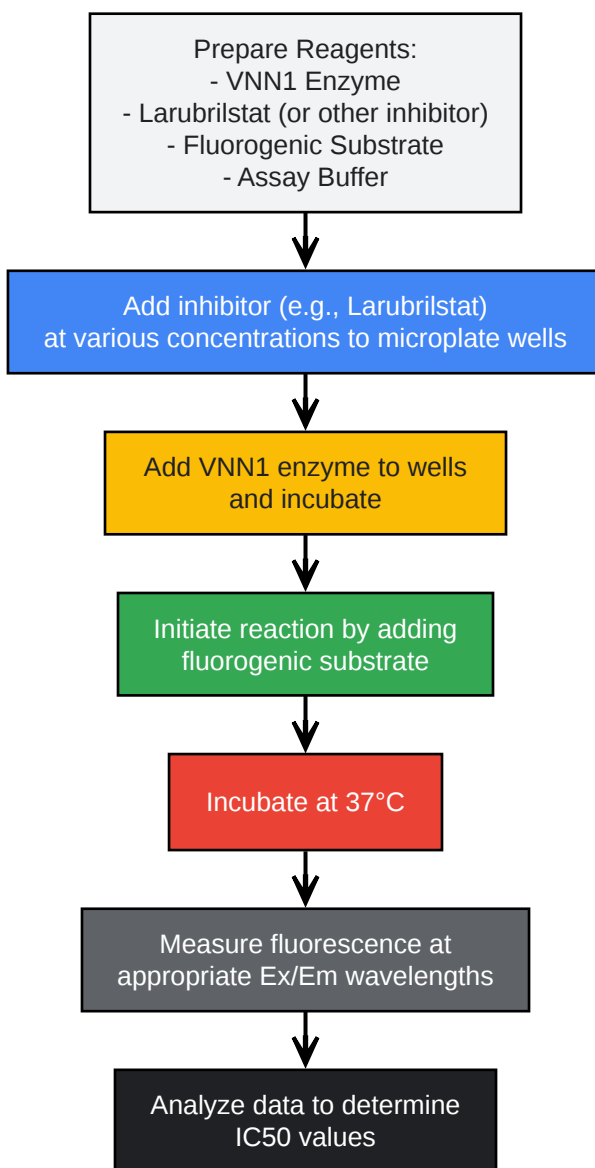 Prepare Reagents:
- VNN1 Enzyme
- Larubrilstat (or other inhibitor)
- Fluorogenic Substrate
- Assay Buffer
Add inhibitor (e.g., Larubrilstat)
at various concentrations to microplate wells
Add VNN1 enzyme to wells
and incubate
Initiate reaction by adding
fluorogenic substrate
Incubate at 37°C
Measure fluorescence at
appropriate Ex/Em wavelengths
Analyze data to determine
IC50 values